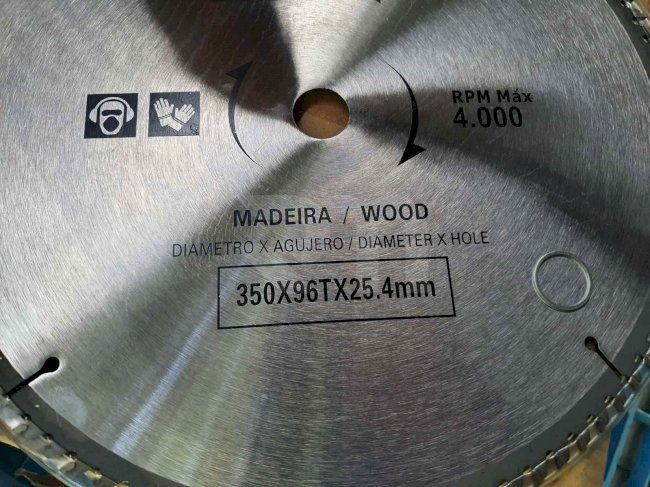 RPM Máx
4.000
MADEIRA / WOOD
DIAMETRO X AGUJERO / DIAMETER X HOLE
350X96TX25.4mm